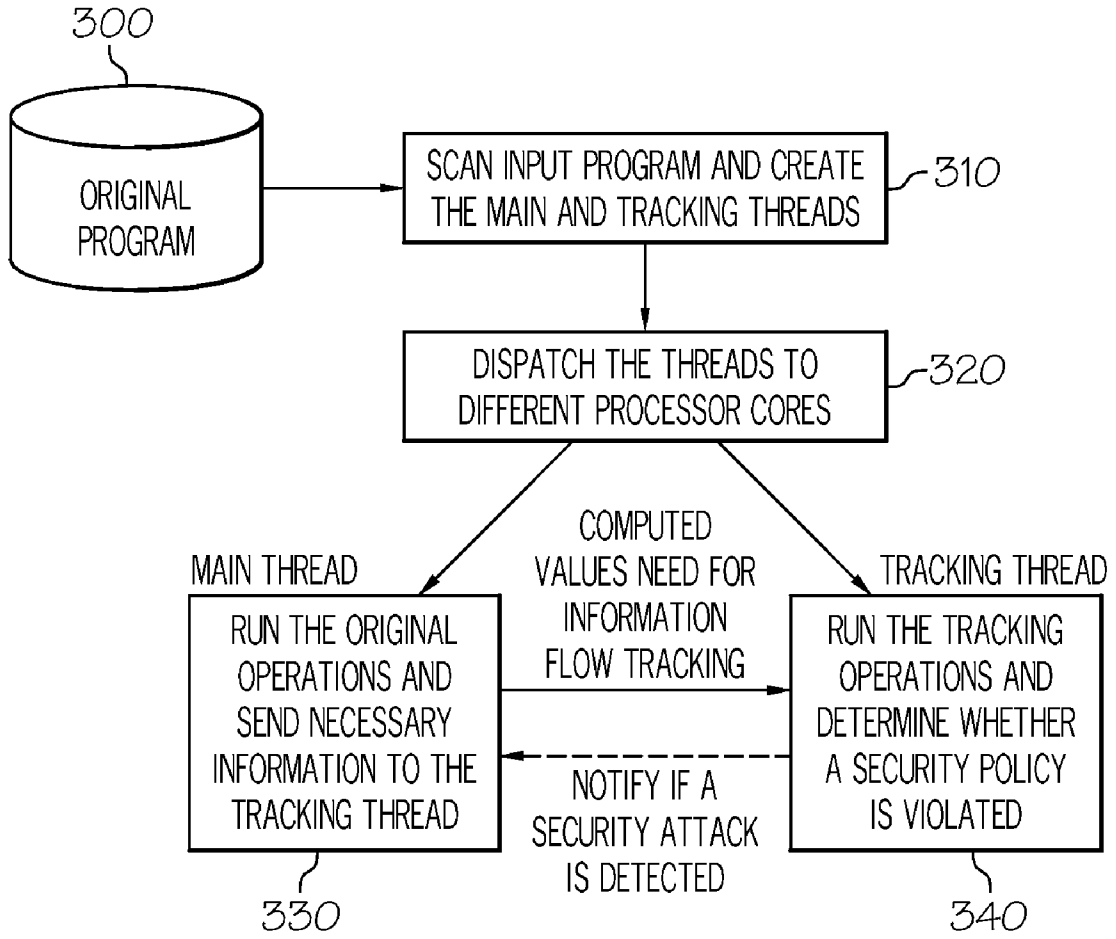 300
ORIGINAL
PROGRAM
SCAN INPUT PROGRAM AND CREATE
THE MAIN AND TRACKING THREADS
310
DISPATCH THE THREADS TO
DIFFERENT PROCESSOR CORES
320
COMPUTED
VALUES NEED FOR
INFORMATION
FLOW TRACKING
MAIN THREAD
RUN THE ORIGINAL
OPERATIONS AND
SEND NECESSARY
INFORMATION TO THE
TRACKING THREAD
330
TRACKING THREAD
RUN THE TRACKING
OPERATIONS AND
DETERMINE WHETHER
A SECURITY POLICY
IS VIOLATED
340
NOTIFY IF A
SECURITY ATTACK
IS DETECTED